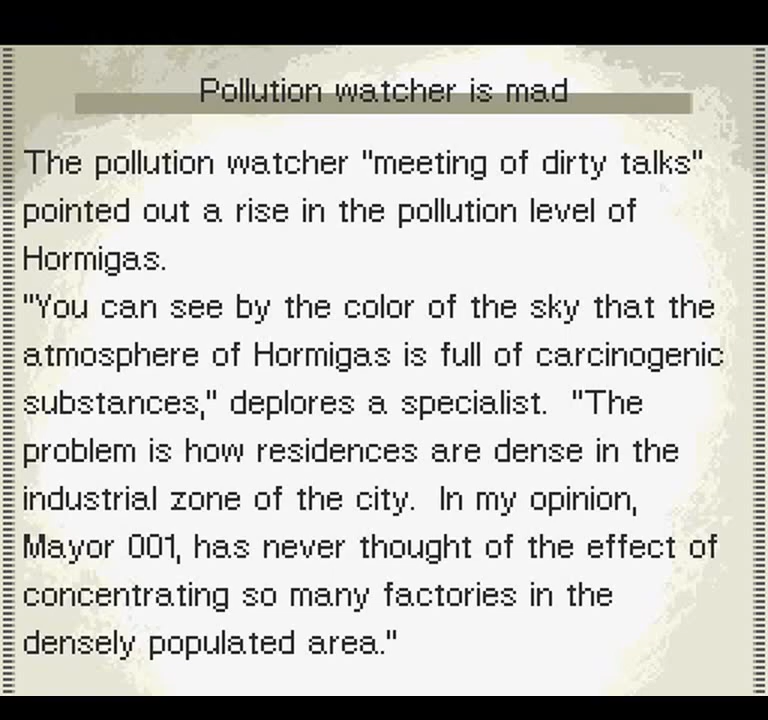 Pollution watcher is mad
The pollution watcher "meeting of dirty talks"
pointed out a rise in the pollution level of
Hormigas.
"You can see by the color of the sky that the
atmosphere of Hormigas is full of carcinogenic
substances," deplores a specialist.  "The
problem is how residences are dense in the
industrial zone of the city.  In my opinion,
Mayor 001, has never thought of the effect of
concentrating so many factories in the
densely populated area."